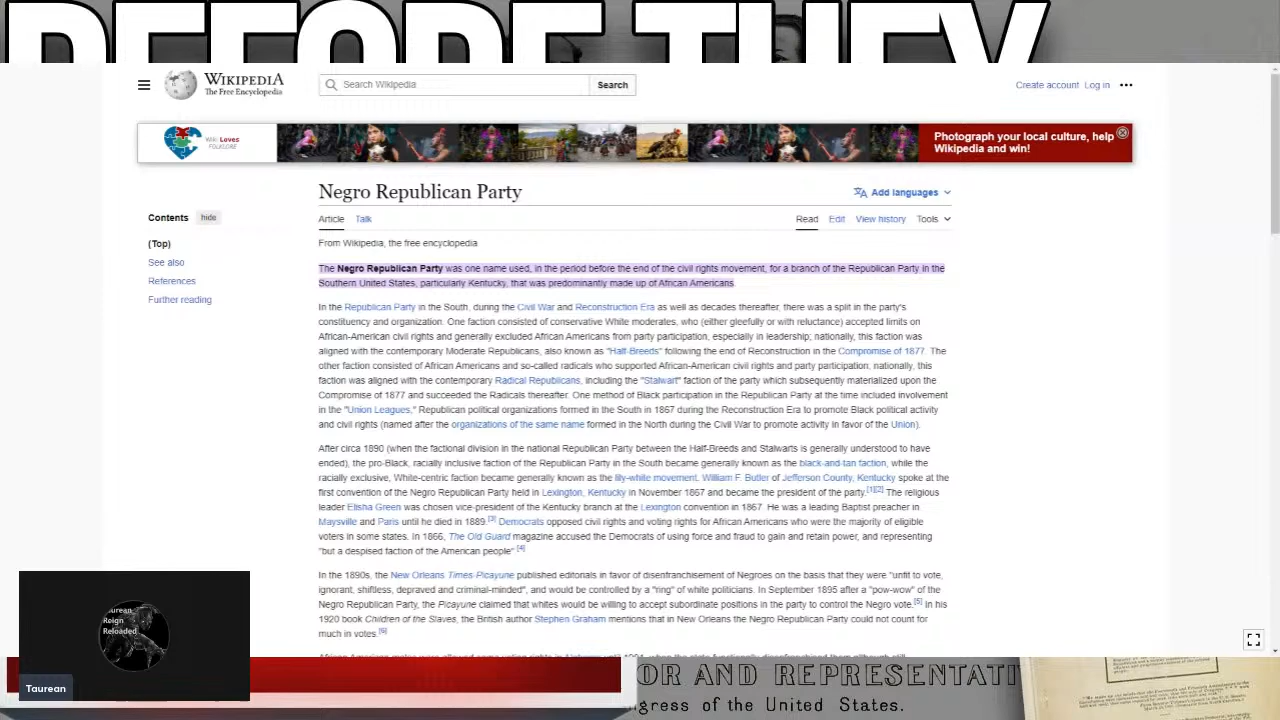 BEFORE THEY
WIKIPEDIA
The Free Encyclopedia
Search Wikipedia
Search
Create account Log in
Wiki Loves
FOLKLORE
Photograph your local culture, help
Wikipedia and win!
Negro Republican Party
Add languages
Contents hide
Article Talk
Read Edit View history Tools
(Top)
See also
References
Further reading
From Wikipedia, the free encyclopedia
The Negro Republican Party was one name used, in the period before the end of the civil rights movement, for a branch of the Republican Party in the
Southern United States, particularly Kentucky, that was predominantly made up of African Americans.
In the Republican Party in the South, during the Civil War and Reconstruction Era as well as decades thereafter, there was a split in the party's
constituency and organization. One faction consisted of conservative White moderates, who (either gleefully or with reluctance) accepted limits on
African-American civil rights and generally excluded African Americans from party participation, especially in leadership; nationally, this faction was
aligned with the contemporary Moderate Republicans, also known as "Half-Breeds" following the end of Reconstruction in the Compromise of 1877. The
other faction consisted of African Americans and so-called radicals who supported African-American civil rights and party participation; nationally, this
faction was aligned with the contemporary Radical Republicans, including the "Stalwart" faction of the party which subsequently materialized upon the
Compromise of 1877 and succeeded the Radicals thereafter. One method of Black participation in the Republican Party at the time included involvement
in the "Union Leagues," Republican political organizations formed in the South in 1867 during the Reconstruction Era to promote Black political activity
and civil rights (named after the organizations of the same name formed in the North during the Civil War to promote activity in favor of the Union).
After circa 1890 (when the factional division in the national Republican Party between the Half-Breeds and Stalwarts is generally understood to have
ended), the pro-Black, racially inclusive faction of the Republican Party in the South became generally known as the black-and-tan faction, while the
racially exclusive, White-centric faction became generally known as the lily-white movement. William F. Butler of Jefferson County, Kentucky spoke at the
first convention of the Negro Republican Party held in Lexington, Kentucky in November 1867 and became the president of the party.[1][2] The religious
leader Elisha Green was chosen vice-president of the Kentucky branch at the Lexington convention in 1867. He was a leading Baptist preacher in
Maysville and Paris until he died in 1889.[3] Democrats opposed civil rights and voting rights for African Americans who were the majority of eligible
voters in some states. In 1866, The Old Guard magazine accused the Democrats of using force and fraud to gain and retain power, and representing
"but a despised faction of the American people".[4]
In the 1890s, the New Orleans Times Picayune published editorials in favor of disenfranchisement of Negroes on the basis that they were "unfit to vote,
ignorant, shiftless, depraved and criminal-minded", and would be controlled by a "ring" of white politicians. In September 1895 after a "pow-wow" of the
Negro Republican Party, the Picayune claimed that whites would be willing to accept subordinate positions in the party to control the Negro vote.[5] In his
1920 book Children of the Slaves, the British author Stephen Graham mentions that in New Orleans the Negro Republican Party could not count for
much in votes.[6]
Taurean
Reign
Reloaded
Taurean
OR AND REPRESENTATI
gress of the United States.